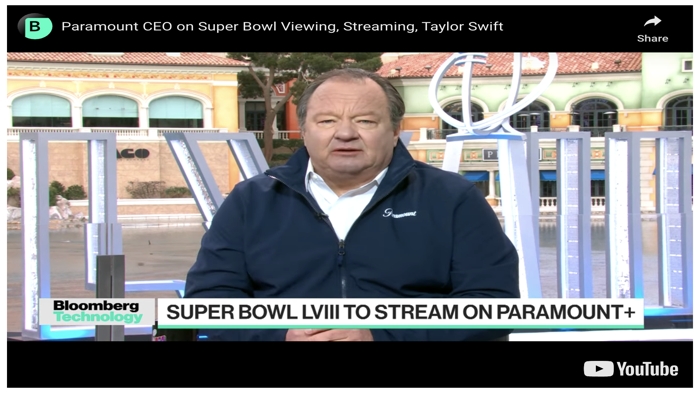 B
Paramount CEO on Super Bowl Viewing, Streaming, Taylor Swift
Share
Paramount
Bloomberg
Technology
SUPER BOWL LVIII TO STREAM ON PARAMOUNT+
YouTube